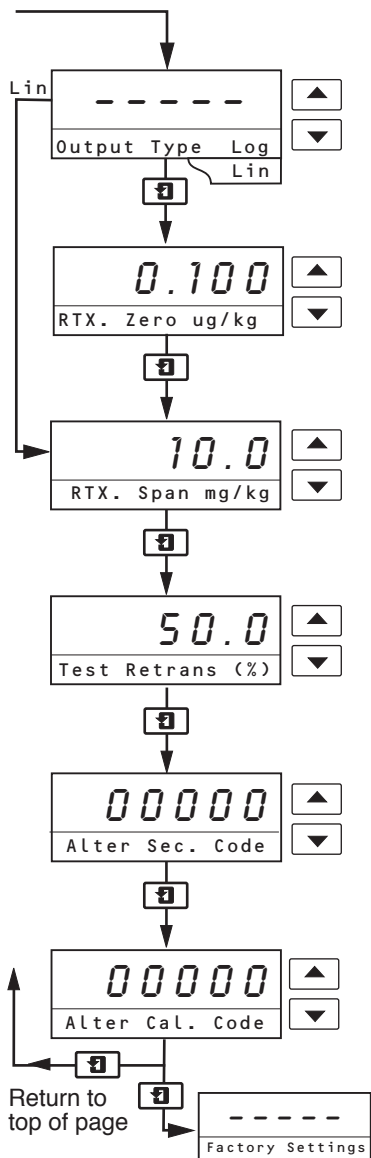 Lin
- - - - -
Output Type Log
Lin
0.100
RTX. Zero ug/kg
10.0
RTX. Span mg/kg
50.0
Test Retrans (%)
00000
Alter Sec. Code
00000
Alter Cal. Code
Return to
top of page
- - - - -
Factory Settings